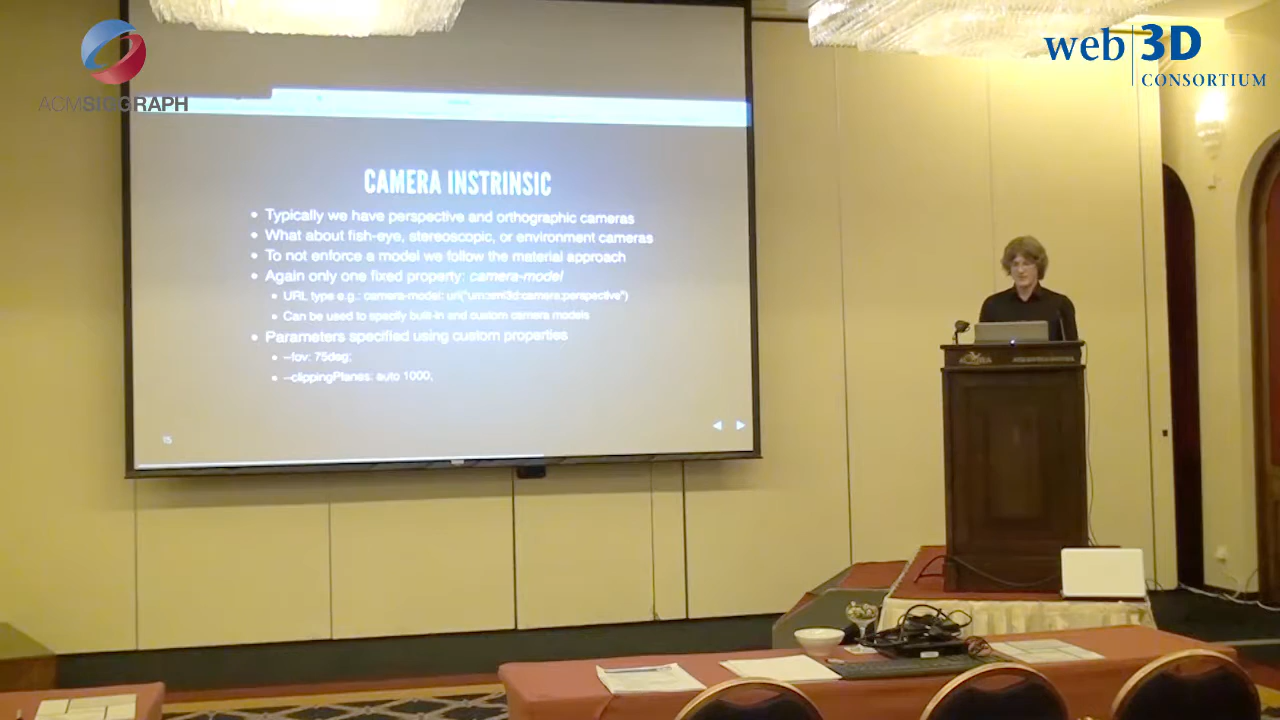 ACMSIGGRAPH
web 3D
CONSORTIUM
CAMERA INSTRINSIC
Typically we have perspective and orthographic cameras
What about fish-eye, stereoscopic, or environment cameras
To not enforce a model we follow the material approach
Again only one fixed property: camera-model
URL type e.g.: camera-model: url("urn:xml3d:camera:perspective")
Can be used to specify built-in and custom camera models
Parameters specified using custom properties
--fov: 75deg;
--clippingPlanes: auto 1000,
15